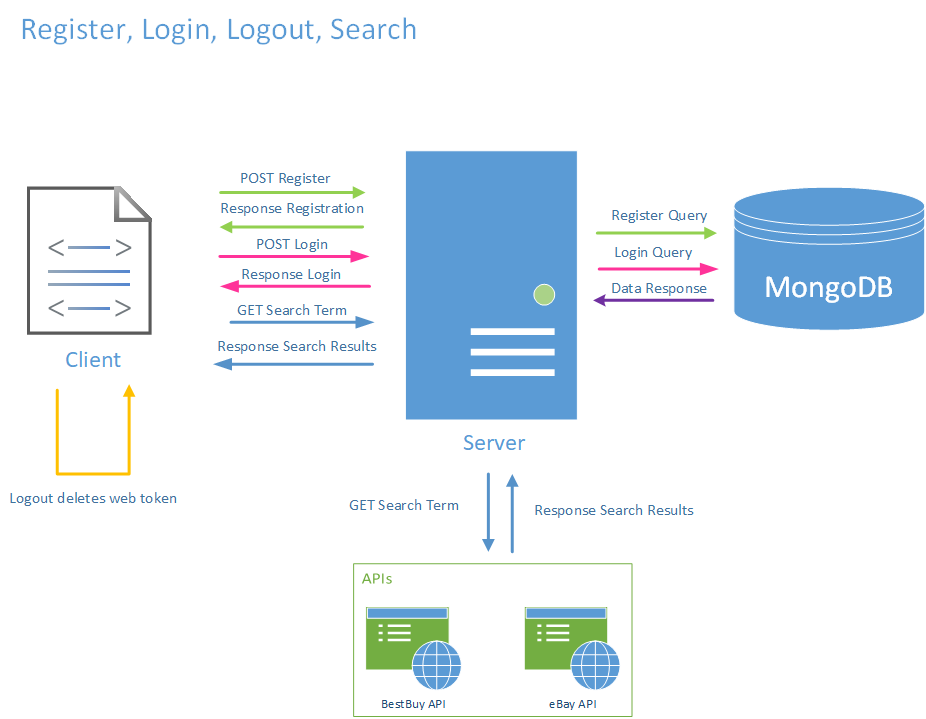 Register, Login, Logout, Search
POST Register
Response Registration
POST Login
Response Login
GET Search Term
Response Search Results
Client
Logout deletes web token
Server
Register Query
Login Query
Data Response
MongoDB
GET Search Term
Response Search Results
APIs
BestBuy API
eBay API